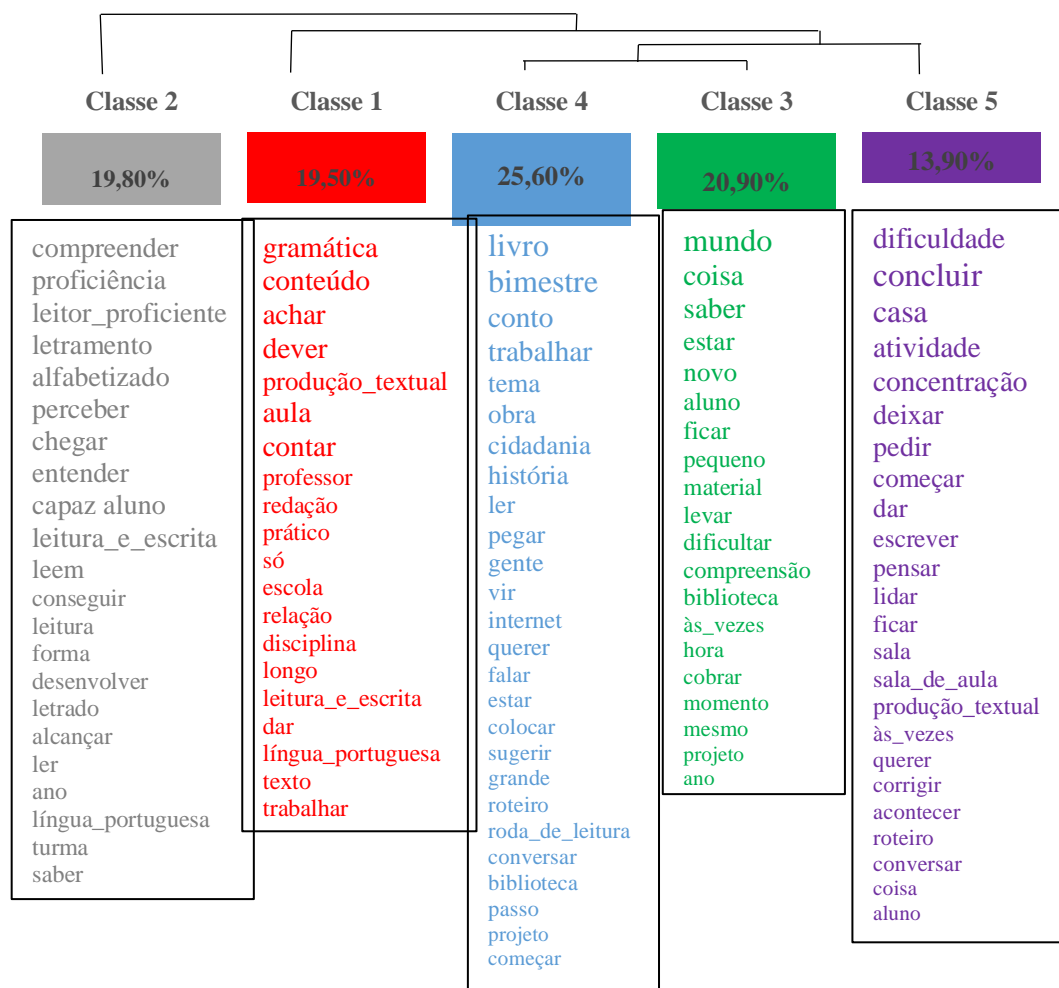 Classe 2
Classe 1
Classe 4
Classe 3
Classe 5
19,80%
19,50%
25,60%
20,90%
13,90%
compreender
proficiência
leitor_proficiente
letramento
alfabetizado
perceber
chegar
entender
capaz aluno
leitura_e_escrita
leem
conseguir
leitura
forma
desenvolver
letrado
alcançar
ler
ano
língua_portuguesa
turma
saber
gramática
conteúdo
achar
dever
produção_textual
aula
contar
professor
redação
prático
só
escola
relação
disciplina
longo
leitura_e_escrita
dar
língua_portuguesa
texto
trabalhar
livro
bimestre
conto
trabalhar
tema
obra
cidadania
história
ler
pegar
gente
vir
internet
querer
falar
estar
colocar
sugerir
grande
roteiro
roda_de_leitura
conversar
biblioteca
passo
projeto
começar
mundo
coisa
saber
estar
novo
aluno
ficar
pequeno
material
levar
dificultar
compreensão
biblioteca
às_vezes
hora
cobrar
momento
mesmo
projeto
ano
dificuldade
concluir
casa
atividade
concentração
deixar
pedir
começar
dar
escrever
pensar
lidar
ficar
sala
sala_de_aula
produção_textual
às_vezes
querer
corrigir
acontecer
roteiro
conversar
coisa
aluno